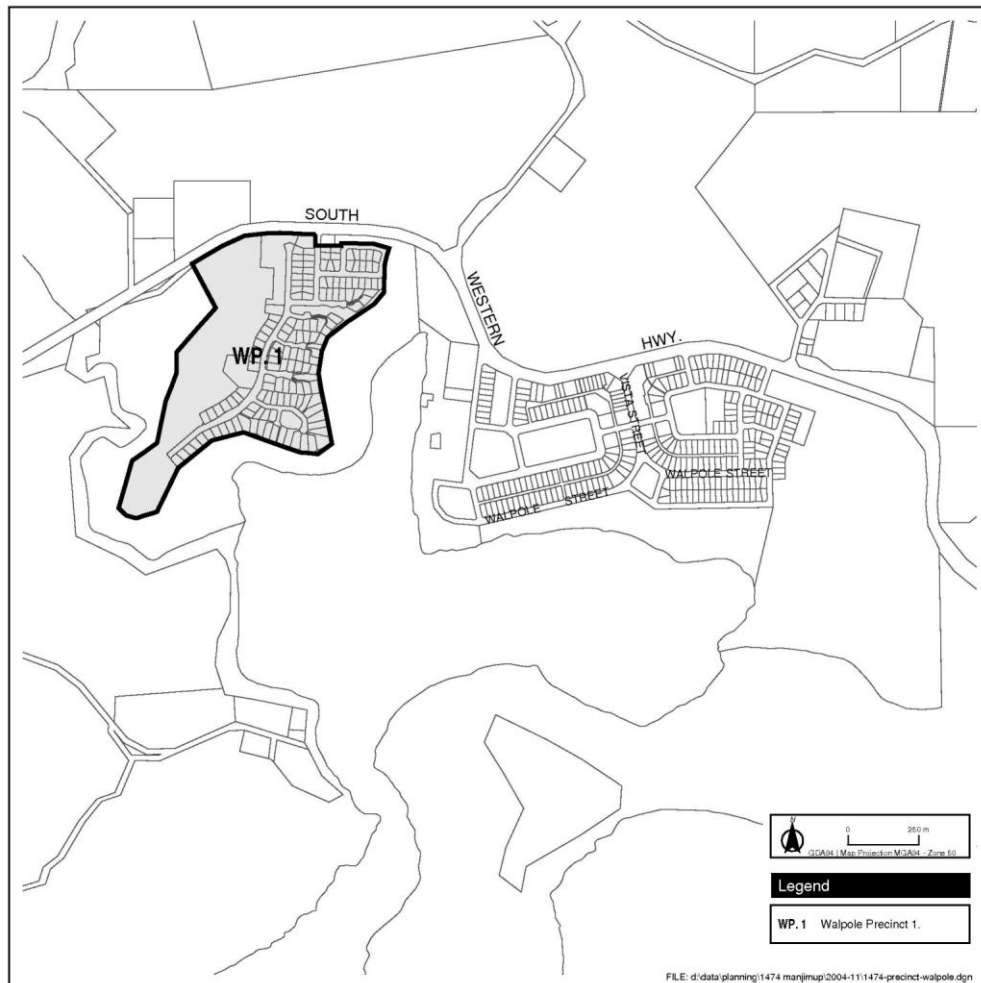 SOUTH
WESTERN
HWY.
WP. 1
VISTA STREET
WALPOLE STREET
WALPOLE STREET
N
0 250 m
GDA94 | Map Projection MGA94 - Zone 50
Legend
WP. 1 Walpole Precinct 1.
FILE: d:\data\planning\1474 manjimup\2004-11\1474-precinct-walpole.dgn